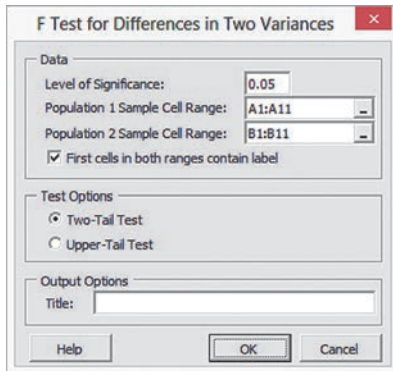 F Test for Differences in Two Variances
Data
Level of Significance: 0.05
Population 1 Sample Cell Range: A1:A11
Population 2 Sample Cell Range: B1:B11
First cells in both ranges contain label
Test Options
Two-Tail Test
Upper-Tail Test
Output Options
Title:
Help OK Cancel